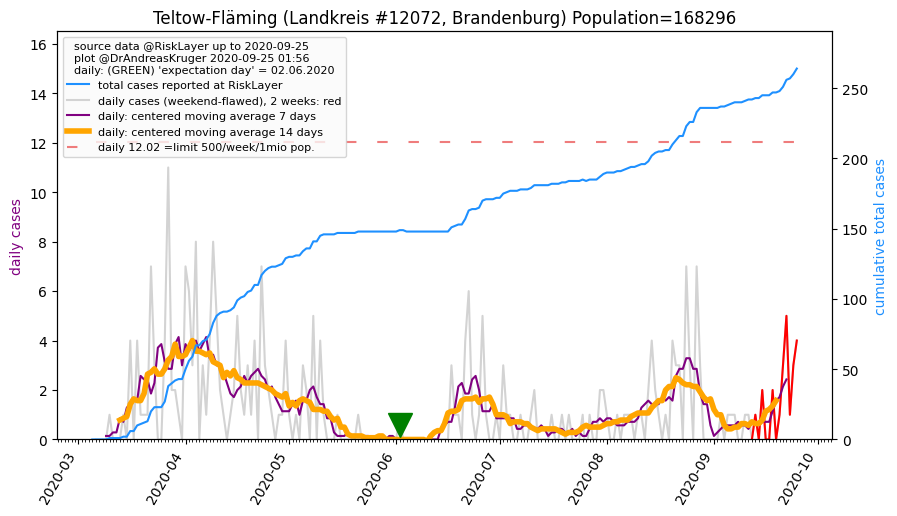 Teltow-Fläming (Landkreis #12072, Brandenburg) Population=168296
source data @RiskLayer up to 2020-09-25
plot @DrAndreasKruger 2020-09-25 01:56
daily: (GREEN) 'expectation day' = 02.06.2020
total cases reported at RiskLayer
daily cases (weekend-flawed), 2 weeks: red
daily: centered moving average 7 days
daily: centered moving average 14 days
daily 12.02 =limit 500/week/1mio pop.
daily cases
16
14
12
10
8
6
4
2
0
cumulative total cases
250
200
150
100
50
0
2020-03
2020-04
2020-05
2020-06
2020-07
2020-08
2020-09
2020-10